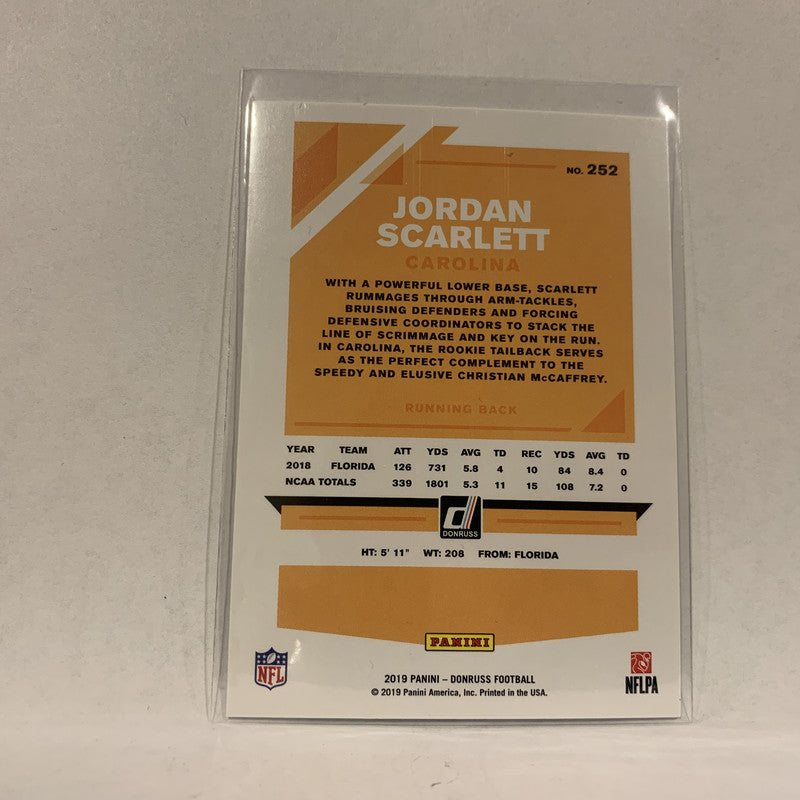 NO. 252
JORDAN
SCARLETT
CAROLINA
WITH A POWERFUL LOWER BASE, SCARLETT
RUMMAGES THROUGH ARM-TACKLES,
BRUISING DEFENDERS AND FORCING
DEFENSIVE COORDINATORS TO STACK THE
LINE OF SCRIMMAGE AND KEY ON THE RUN.
IN CAROLINA, THE ROOKIE TAILBACK SERVES
AS THE PERFECT COMPLEMENT TO THE
SPEEDY AND ELUSIVE CHRISTIAN McCAFFREY.
RUNNING BACK
YEAR TEAM ATT YDS AVG TD REC YDS AVG TD
2018 FLORIDA 126 731 5.8 4 10 84 8.4 0
NCAA TOTALS 339 1801 5.3 11 15 108 7.2 0
DONRUSS
HT: 5' 11" WT: 208 FROM: FLORIDA
PANINI
NFL
NFLPA
2019 PANINI – DONRUSS FOOTBALL
© 2019 Panini America, Inc. Printed in the USA.